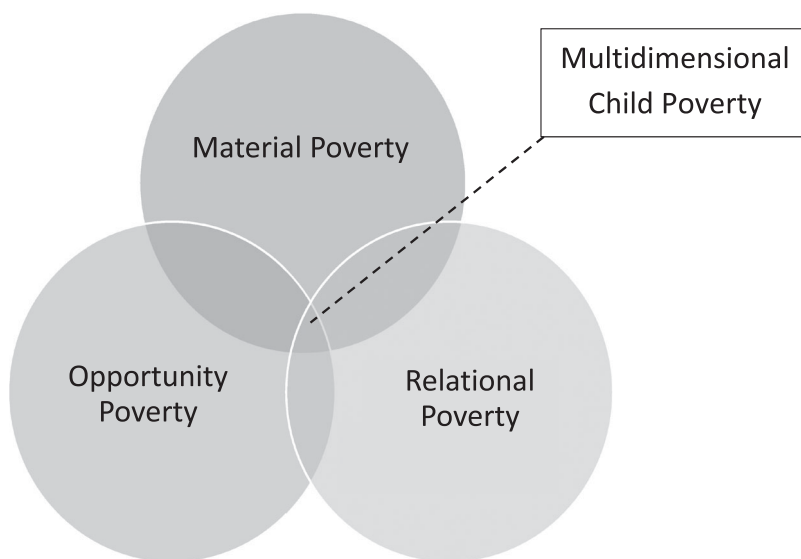 Multidimensional
Child Poverty
Material Poverty
Opportunity
Poverty
Relational
Poverty